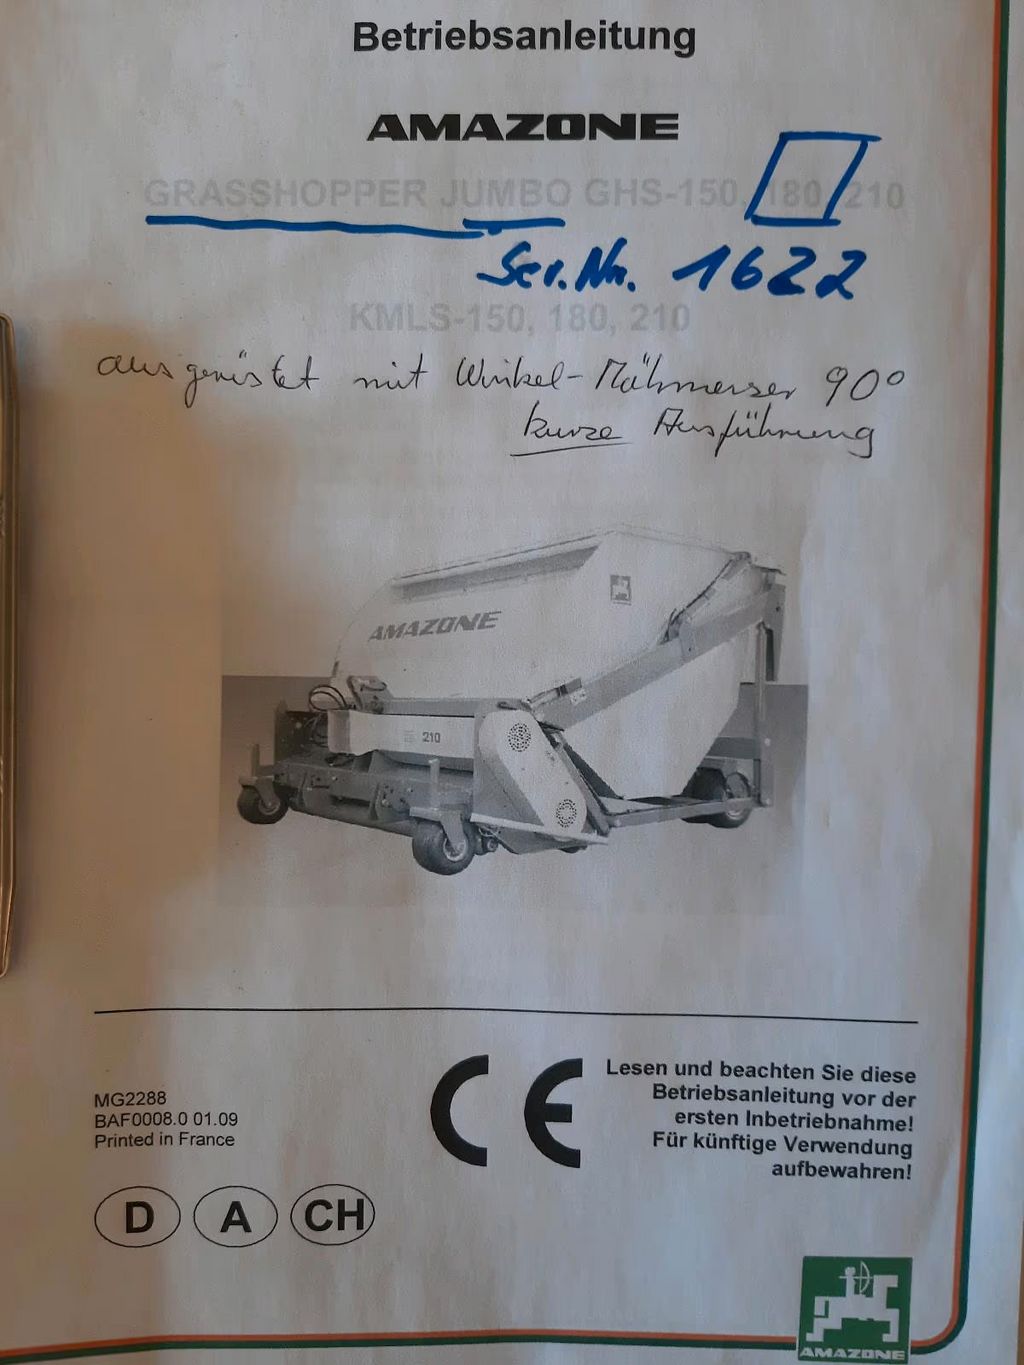 Betriebsanleitung
AMAZONE
GRASSHOPPER JUMBO GHS-150, 180, 210
Ser.Nr. 1622
KMLS-150, 180, 210
ausgerüstet mit Winkel-Mähmesser 90°
kurze Ausführung
AMAZONE
210
MG2288
BAF0008.0 01.09
Printed in France
CE
Lesen und beachten Sie diese
Betriebsanleitung vor der
ersten Inbetriebnahme!
Für künftige Verwendung
aufbewahren!
D A CH
AMAZONE